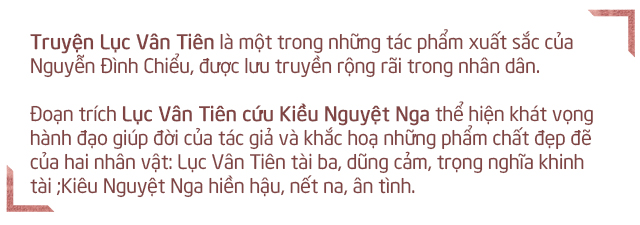 Truyện Lục Vân Tiên là một trong những tác phẩm xuất sắc của
Nguyễn Đình Chiểu, được lưu truyền rộng rãi trong nhân dân.
Đoạn trích Lục Vân Tiên cứu Kiều Nguyệt Nga thể hiện khát vọng
hành đạo giúp đời của tác giả và khắc hoạ những phẩm chất đẹp đẽ
của hai nhân vật: Lục Vân Tiên tài ba, dũng cảm, trọng nghĩa khinh
tài ;Kiêu Nguyệt Nga hiền hậu, nết na, ân tình.